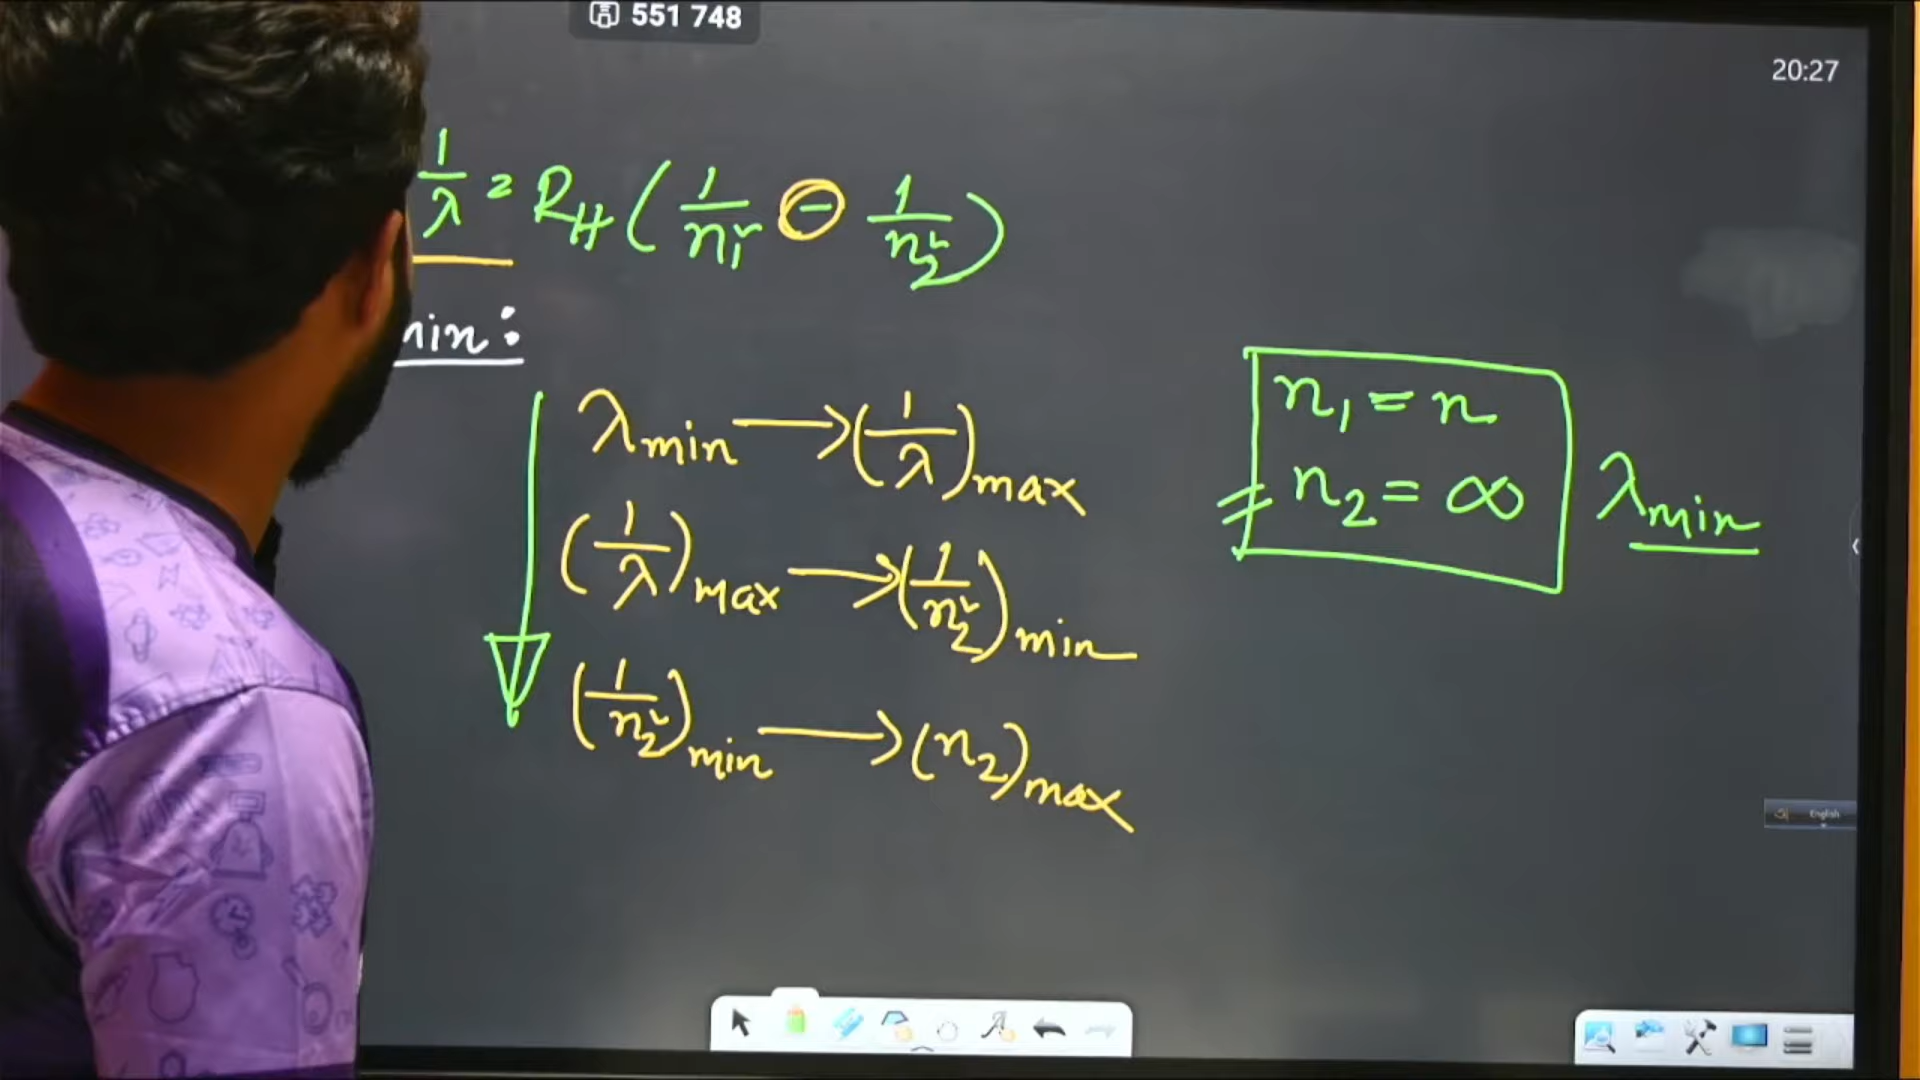 551 748
20:27
1/λ = R_H (1/n₁² - 1/n₂²)
min :
λmin → (1/λ)max
(1/λ)max → (1/n₂²)min
(1/n₂²)min → (n₂)max
n₁ = n
n₂ = ∞
λmin
English